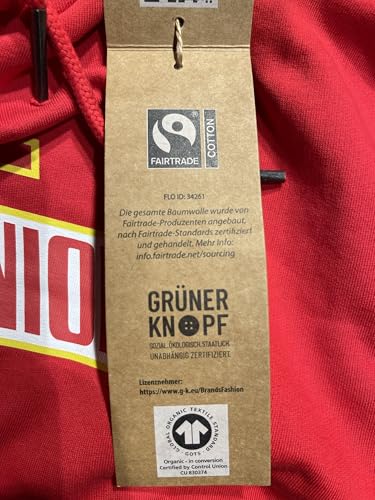 FAIRTRADE
COTTON
FLO ID: 34261
Die gesamte Baumwolle wurde von
Fairtrade-Produzenten angebaut,
nach Fairtrade-Standards zertifiziert
und gehandelt. Mehr Info:
info.fairtrade.net/sourcing
NIO
GRÜNER
KNOPF
SOZIAL. ÖKOLOGISCH. STAATLICH.
UNABHÄNGIG ZERTIFIZIERT
Lizenznehmer:
https://www.g-k.eu/BrandsFashion
GLOBAL ORGANIC TEXTILE STANDARD
GOTS
Organic - in conversion
Certified by Control Union
CU 830374